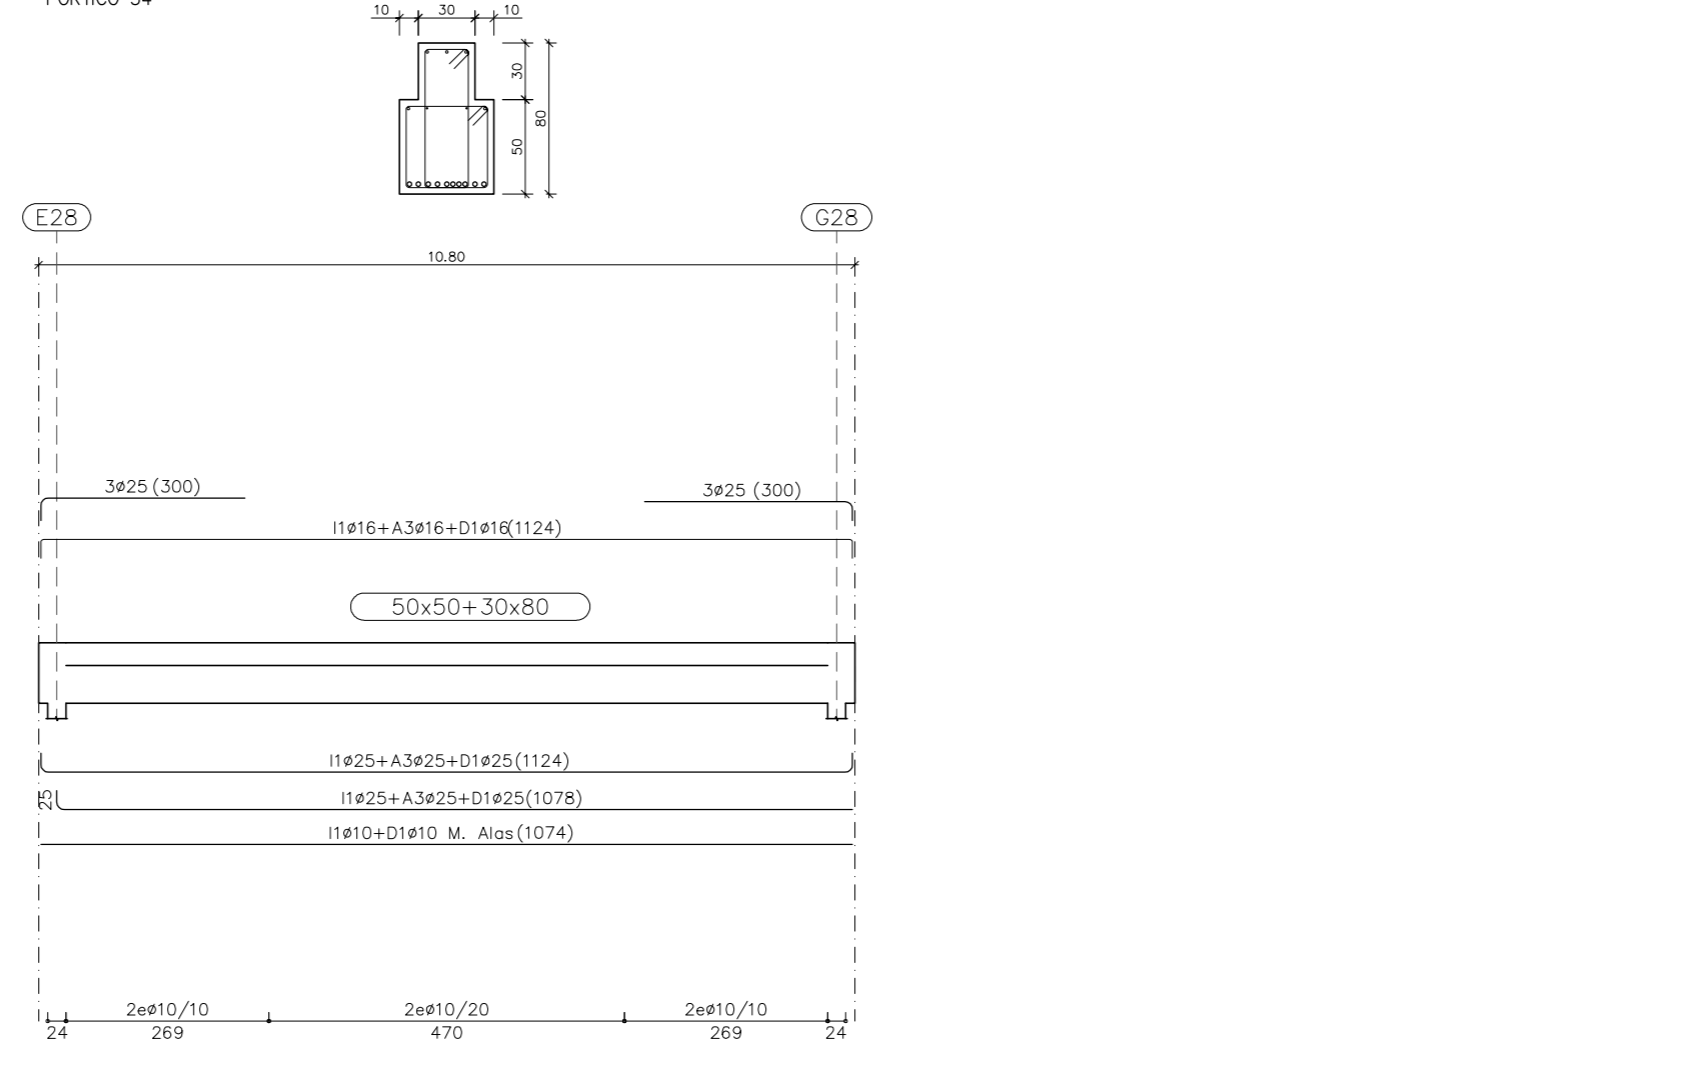 PORTICO 34
10 30 10
30
50
80
E28 G28
10.80
3ø25 (300) 3ø25 (300)
I1ø16+A3ø16+D1ø16(1124)
50x50+30x80
I1ø25+A3ø25+D1ø25(1124)
25 I1ø25+A3ø25+D1ø25(1078)
I1ø10+D1ø10 M. Alas(1074)
2eø10/10 2eø10/20 2eø10/10
24 269 470 269 24